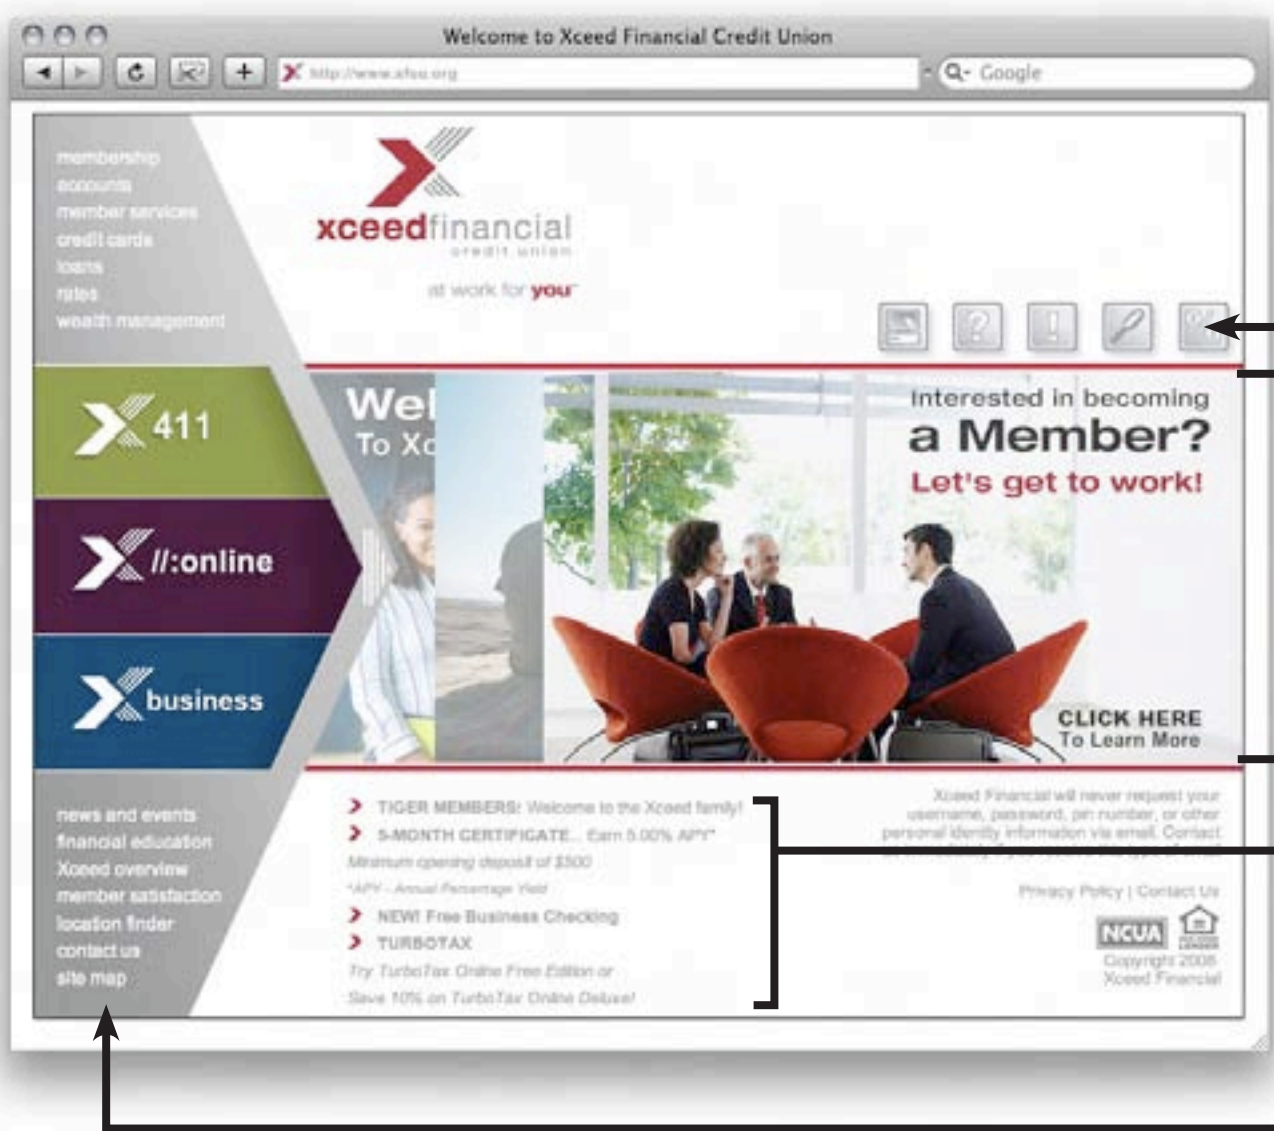 Welcome to Xceed Financial Credit Union
Google
membership
accounts
member services
credit cards
loans
rates
wealth management
xceedfinancial
credit union
at work for you
X 411
X //:online
X business
Wel
To Xc
Interested in becoming
a Member?
Let's get to work!
CLICK HERE
To Learn More
news and events
financial education
Xceed overview
member satisfaction
location finder
contact us
site map
TIGER MEMBERS: Welcome to the Xceed family!
5-MONTH CERTIFICATE... Earn 5.00% APY*
Minimum opening deposit of $500
*APY - Annual Percentage Yield
NEW! Free Business Checking
TURBOTAX
Try TurboTax Online Free Edition or
Save 10% on TurboTax Online Deluxe!
Xceed Financial will never request your
username, password, pin number, or other
personal identity information via email. Contact
Privacy Policy | Contact Us
NCUA
Copyright 2008
Xceed Financial